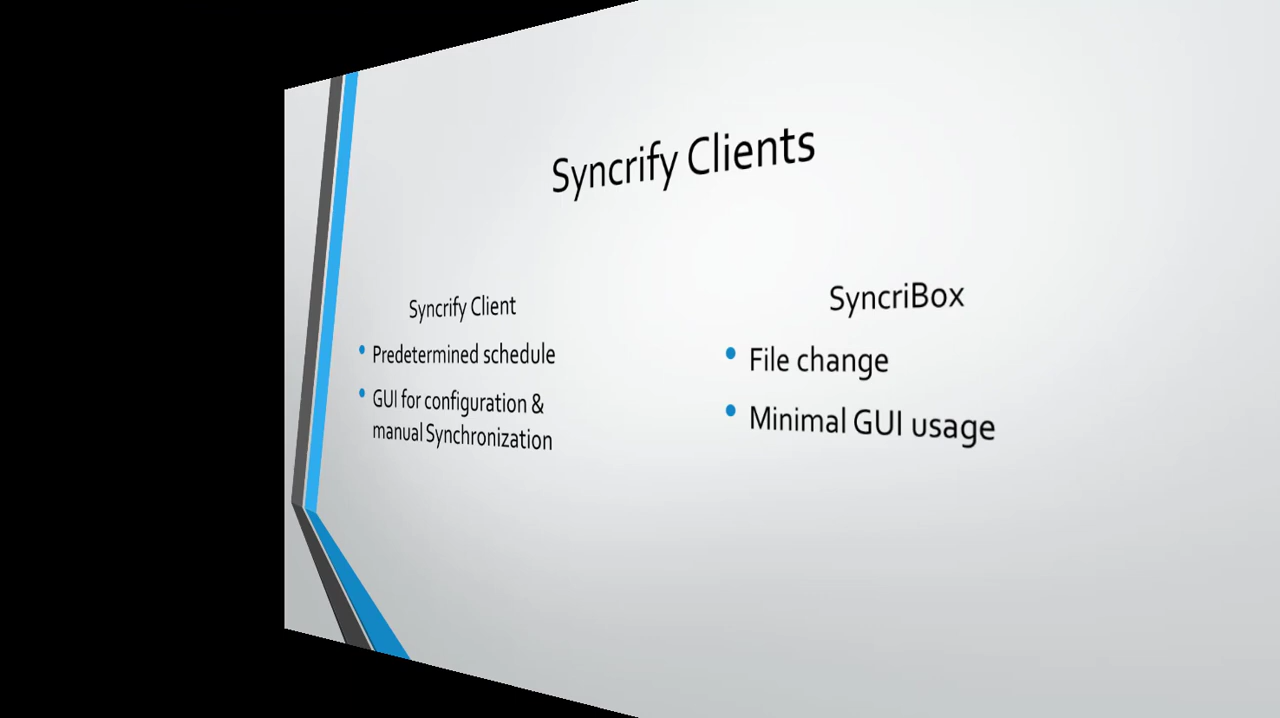 Syncrify Clients
Syncrify Client
• Predetermined schedule
• GUI for configuration &
manual Synchronization
SyncriBox
• File change
• Minimal GUI usage